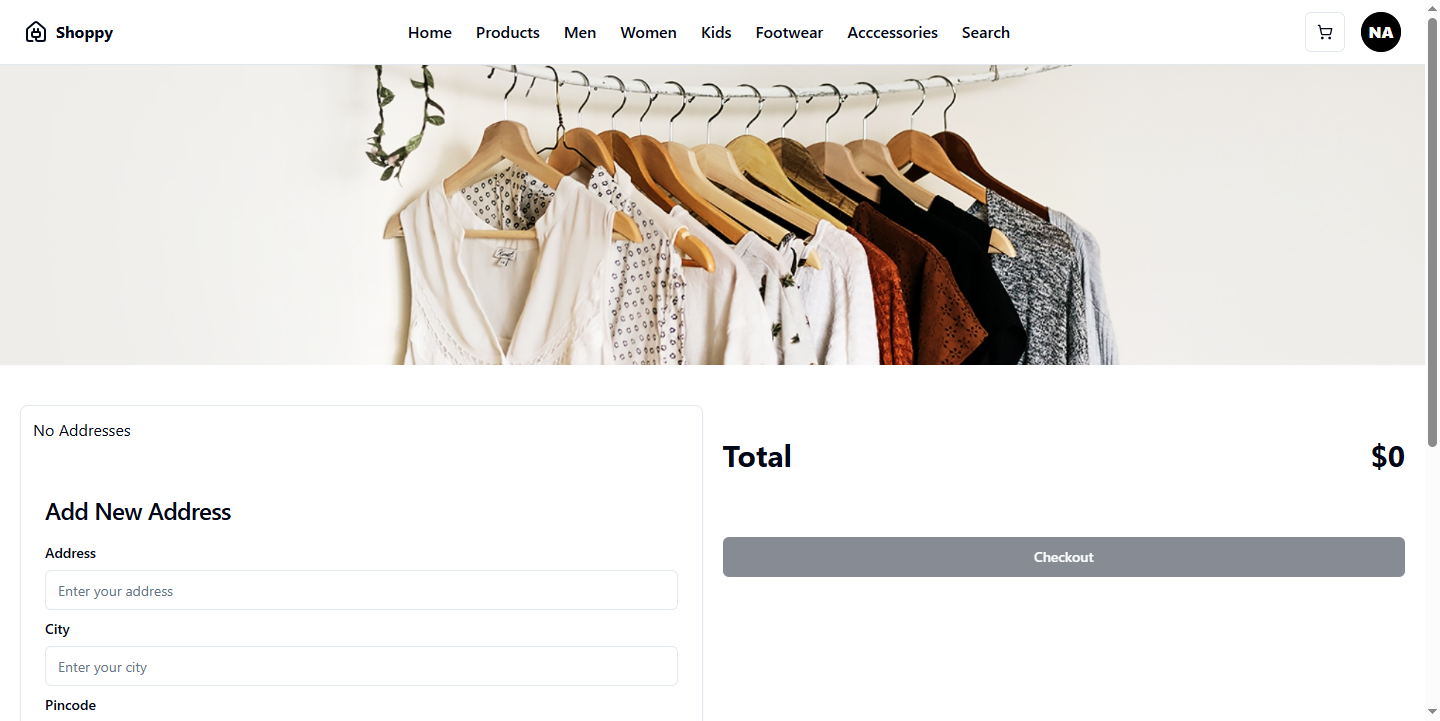 Shoppy
Home Products Men Women Kids Footwear Acccessories Search
NA
No Addresses
Total $0
Add New Address
Checkout
Address
Enter your address
City
Enter your city
Pincode